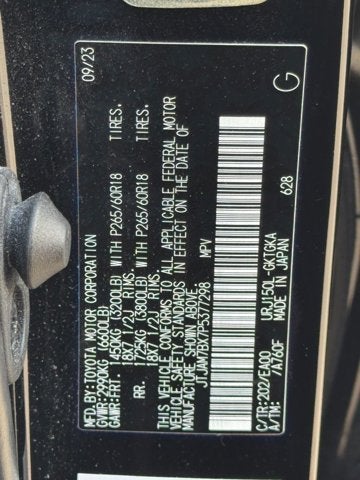 MFD BY:TOYOTA MOTOR CORPORATION 09/23
GVWR:2990KG (6600LB)
GAWR:FRT. 1450KG (3200LB) WITH P265/60R18 TIRES.
18X7 1/2J RIMS.
RR. 1725KG (3800LB) WITH P265/60R18 TIRES.
18X7 1/2J RIMS.
THIS VEHICLE CONFORMS TO ALL APPLICABLE FEDERAL MOTOR
VEHICLE SAFETY STANDARDS IN EFFECT ON THE DATE OF
MANUFACTURE SHOWN ABOVE.
JTJAM7BX7P5377298 MPV
C/TR:202/EA00 URJ150L-GKTGKA
A/TM: 7A760F MADE IN JAPAN
628
G